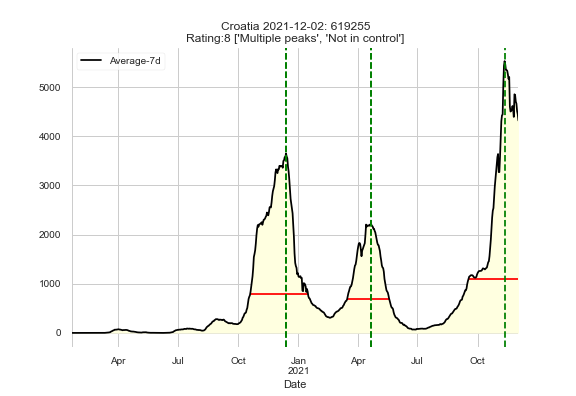 Croatia 2021-12-02: 619255
Rating:8 ['Multiple peaks', 'Not in control']
Average-7d
5000
4000
3000
2000
1000
0
Apr Jul Oct Jan Apr Jul Oct
2021
Date